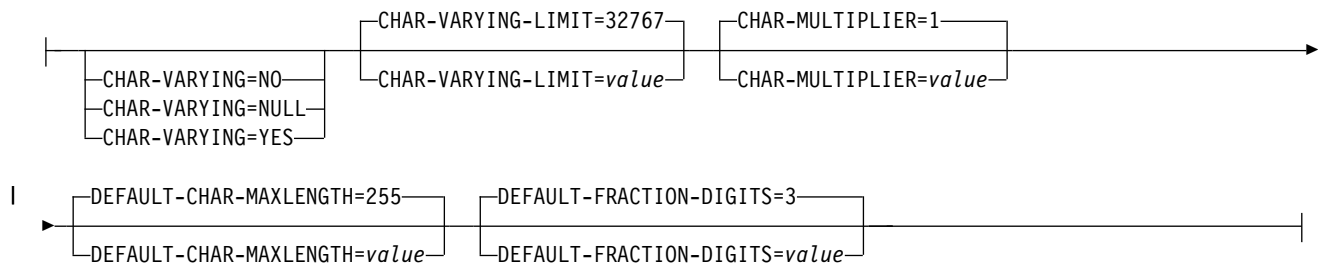 CHAR-VARYING-LIMIT=32767 CHAR-MULTIPLIER=1
CHAR-VARYING=NO CHAR-VARYING-LIMIT=value CHAR-MULTIPLIER=value
CHAR-VARYING=NULL
CHAR-VARYING=YES
DEFAULT-CHAR-MAXLENGTH=255 DEFAULT-FRACTION-DIGITS=3
DEFAULT-CHAR-MAXLENGTH=value DEFAULT-FRACTION-DIGITS=value